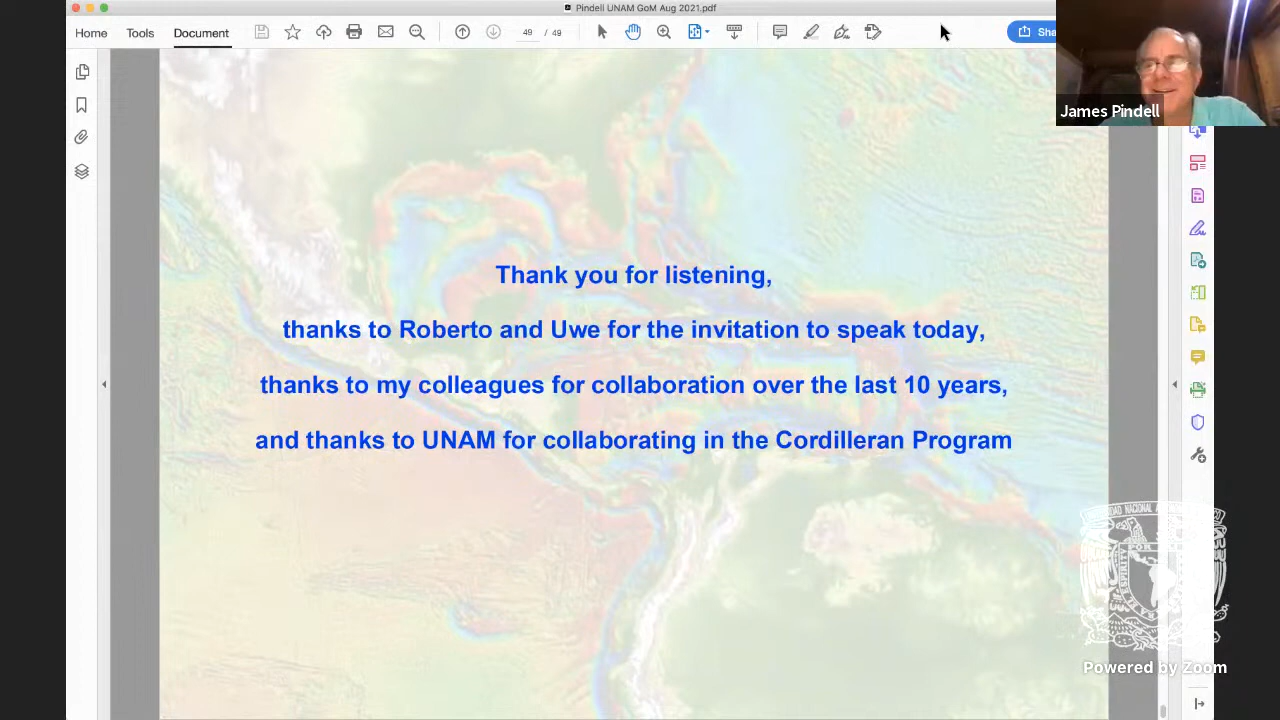 Pindell UNAM GoM Aug 2021.pdf
Home Tools Document
49 / 49
Sha
James Pindell
Thank you for listening,
thanks to Roberto and Uwe for the invitation to speak today,
thanks to my colleagues for collaboration over the last 10 years,
and thanks to UNAM for collaborating in the Cordilleran Program
Powered by Zoom